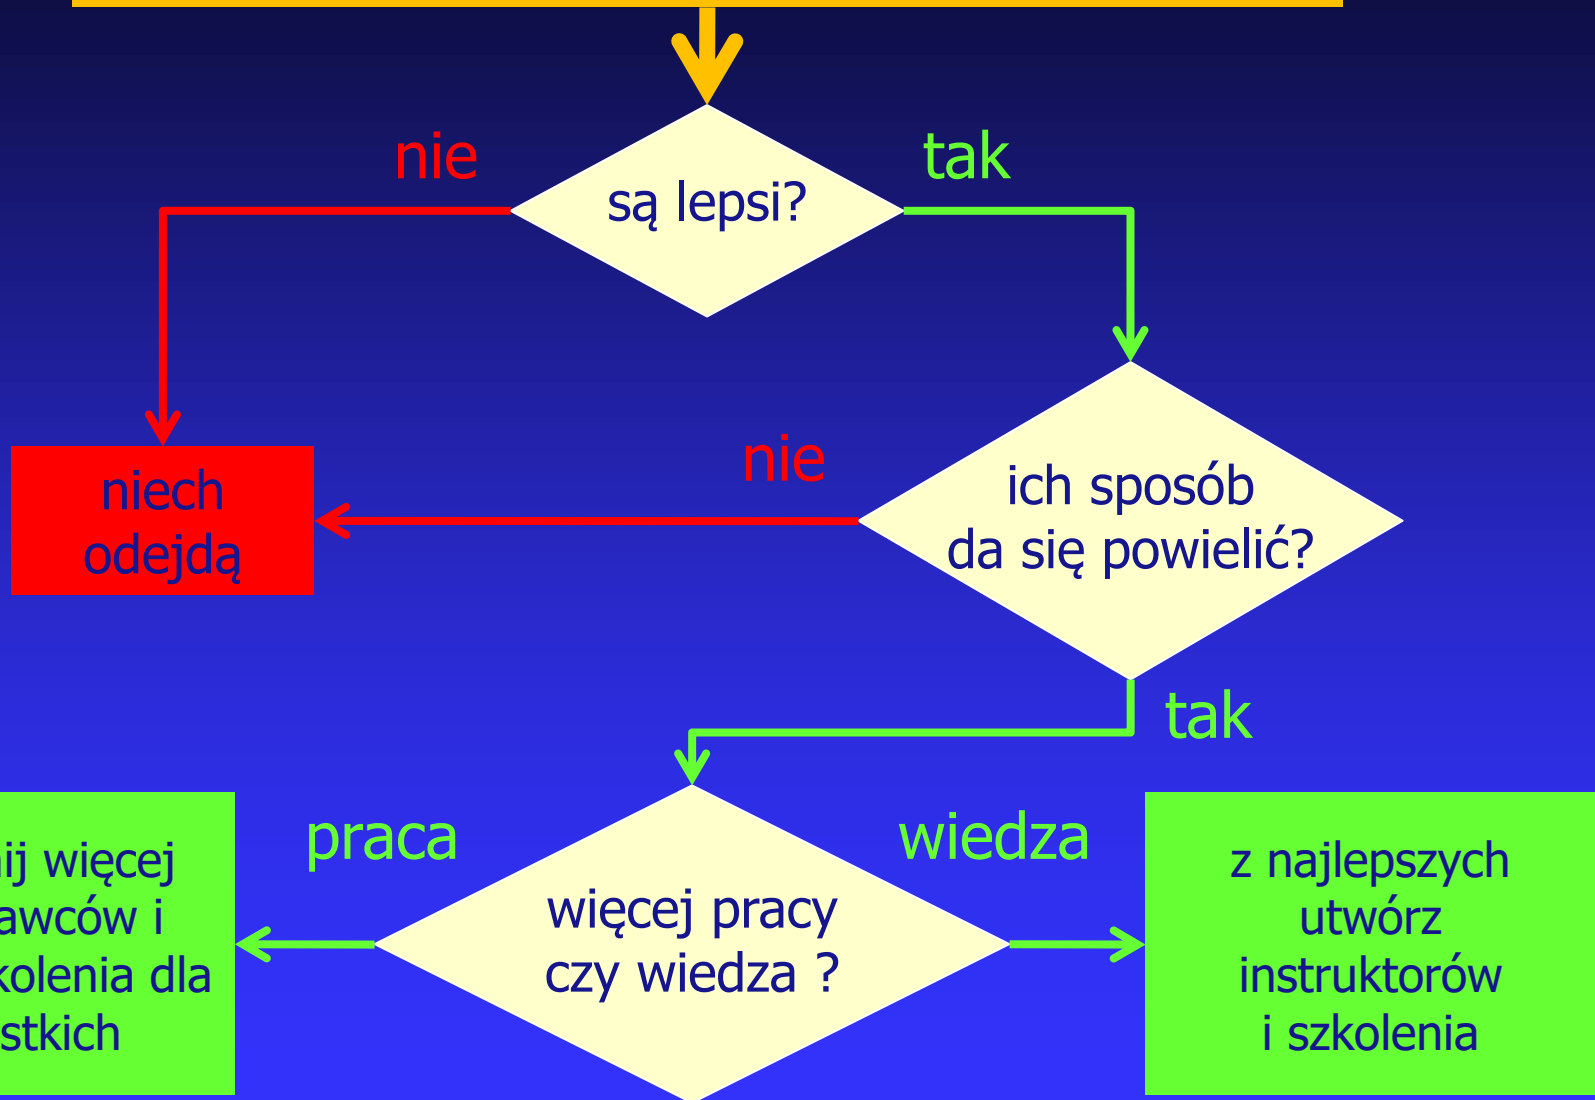 nie
tak
są lepsi?
nie
niech
odejdą
ich sposób
da się powielić?
tak
praca
wiedza
więcej
i
dla
więcej pracy
czy wiedza ?
z najlepszych
utwórz
instruktorów
i szkolenia